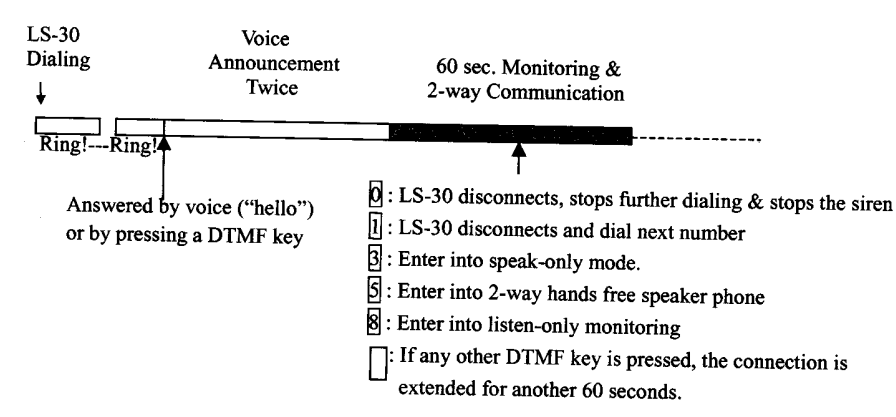 LS-30
Dialing
Voice
Announcement
Twice
60 sec. Monitoring &
2-way Communication
Ring!---Ring!
Answered by voice ("hello")
or by pressing a DTMF key
0 : LS-30 disconnects, stops further dialing & stops the siren
1 : LS-30 disconnects and dial next number
3 : Enter into speak-only mode.
5 : Enter into 2-way hands free speaker phone
8 : Enter into listen-only monitoring
: If any other DTMF key is pressed, the connection is
extended for another 60 seconds.